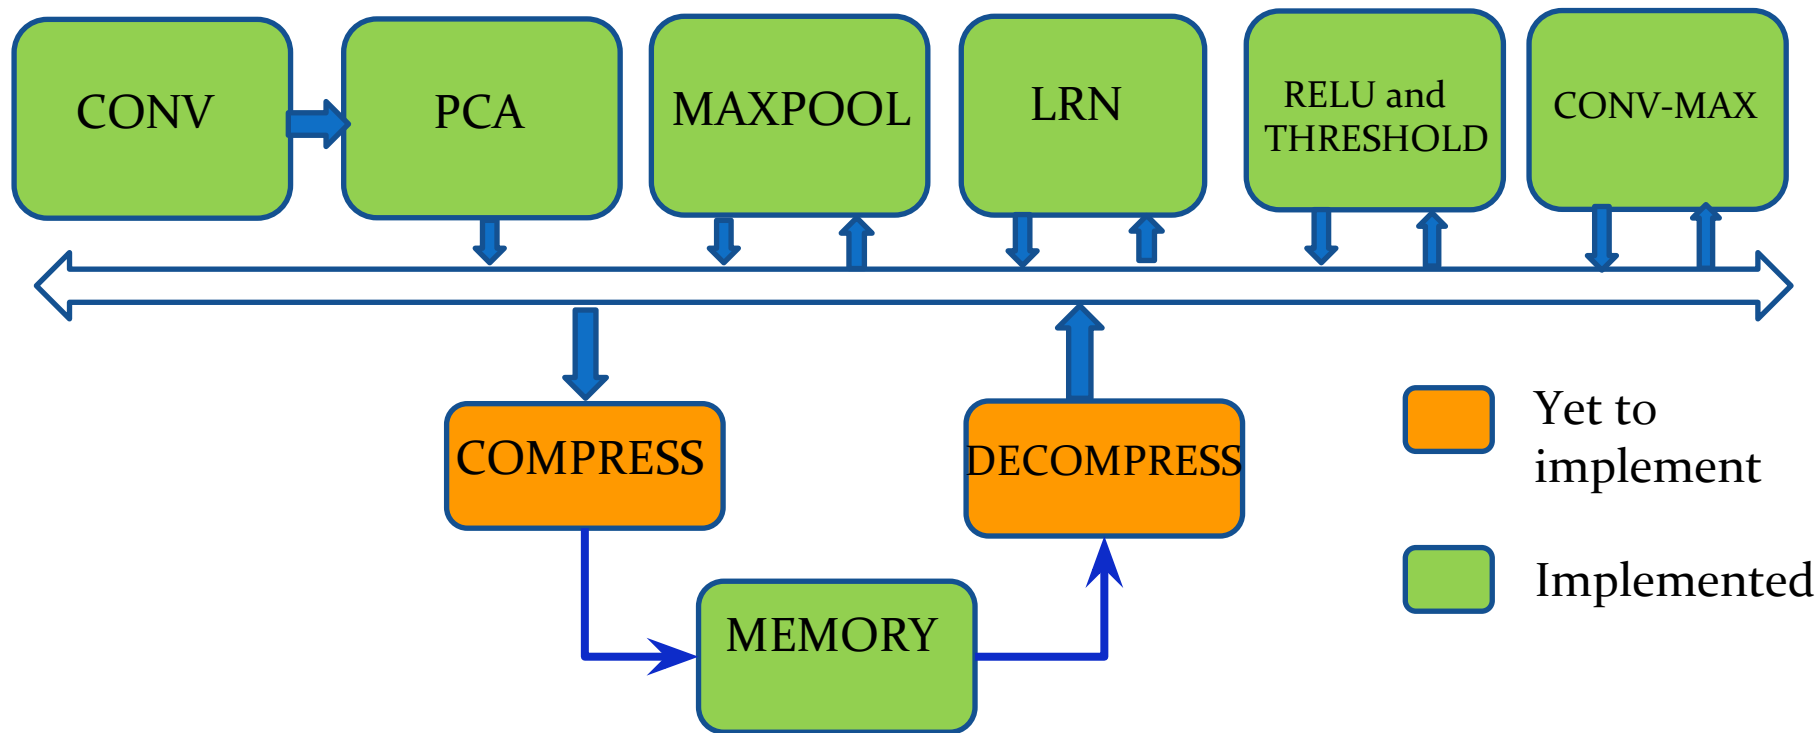 CONV
PCA
MAXPOOL
LRN
RELU and
THRESHOLD
CONV-MAX
COMPRESS
DECOMPRESS
MEMORY
Yet to
implement
Implemented